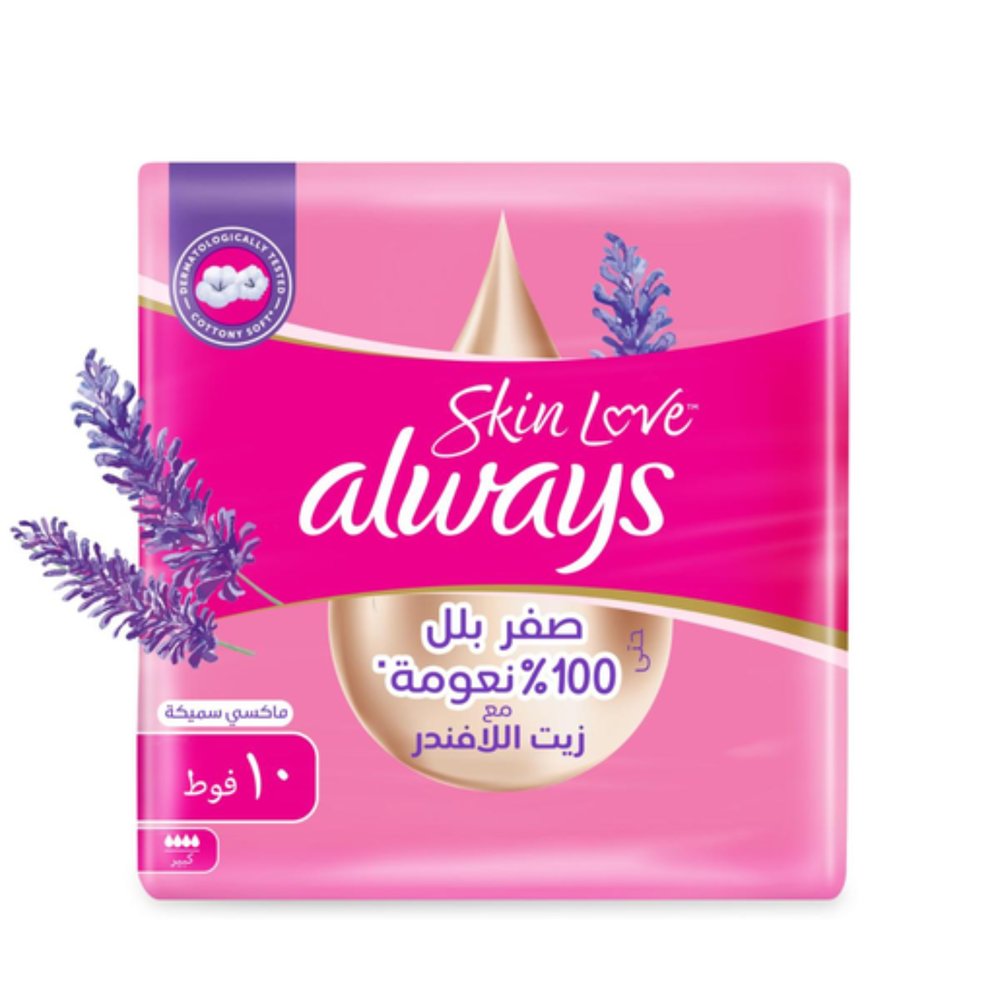 DERMATOLOGICALLY TESTED
COTTONY SOFT*
Skin Love™
always
صفر بلل
حتى
100% نعومة*
مع
زيت اللافندر
ماكسي سميكة
١٠ فوط
كبير